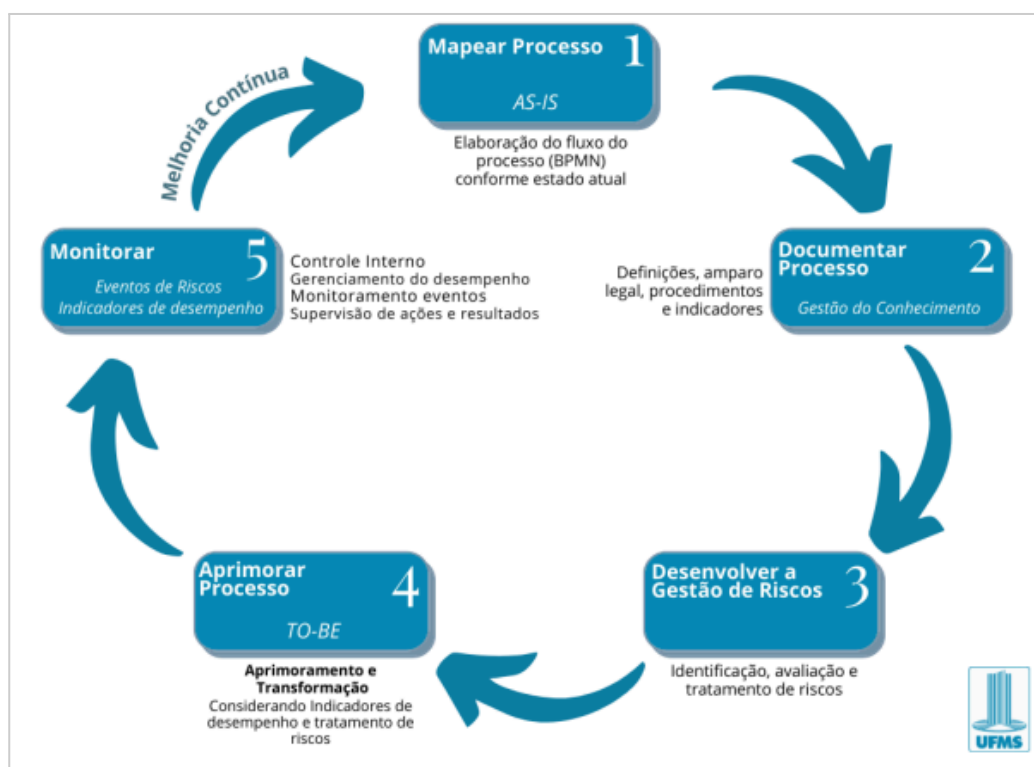 Mapear Processo 1
AS-IS
Elaboração do fluxo do
processo (BPMN)
conforme estado atual
Documentar
Processo 2
Gestão do Conhecimento
Definições, amparo
legal, procedimentos
e indicadores
Desenvolver a
Gestão de Riscos 3
Identificação, avaliação e
tratamento de riscos
Aprimorar
Processo 4
TO-BE
Aprimoramento e
Transformação
Considerando Indicadores de
desempenho e tratamento de
riscos
Monitorar 5
Eventos de Riscos
Indicadores de desempenho
Controle Interno
Gerenciamento do desempenho
Monitoramento eventos
Supervisão de ações e resultados
Melhoria Contínua
UFMS